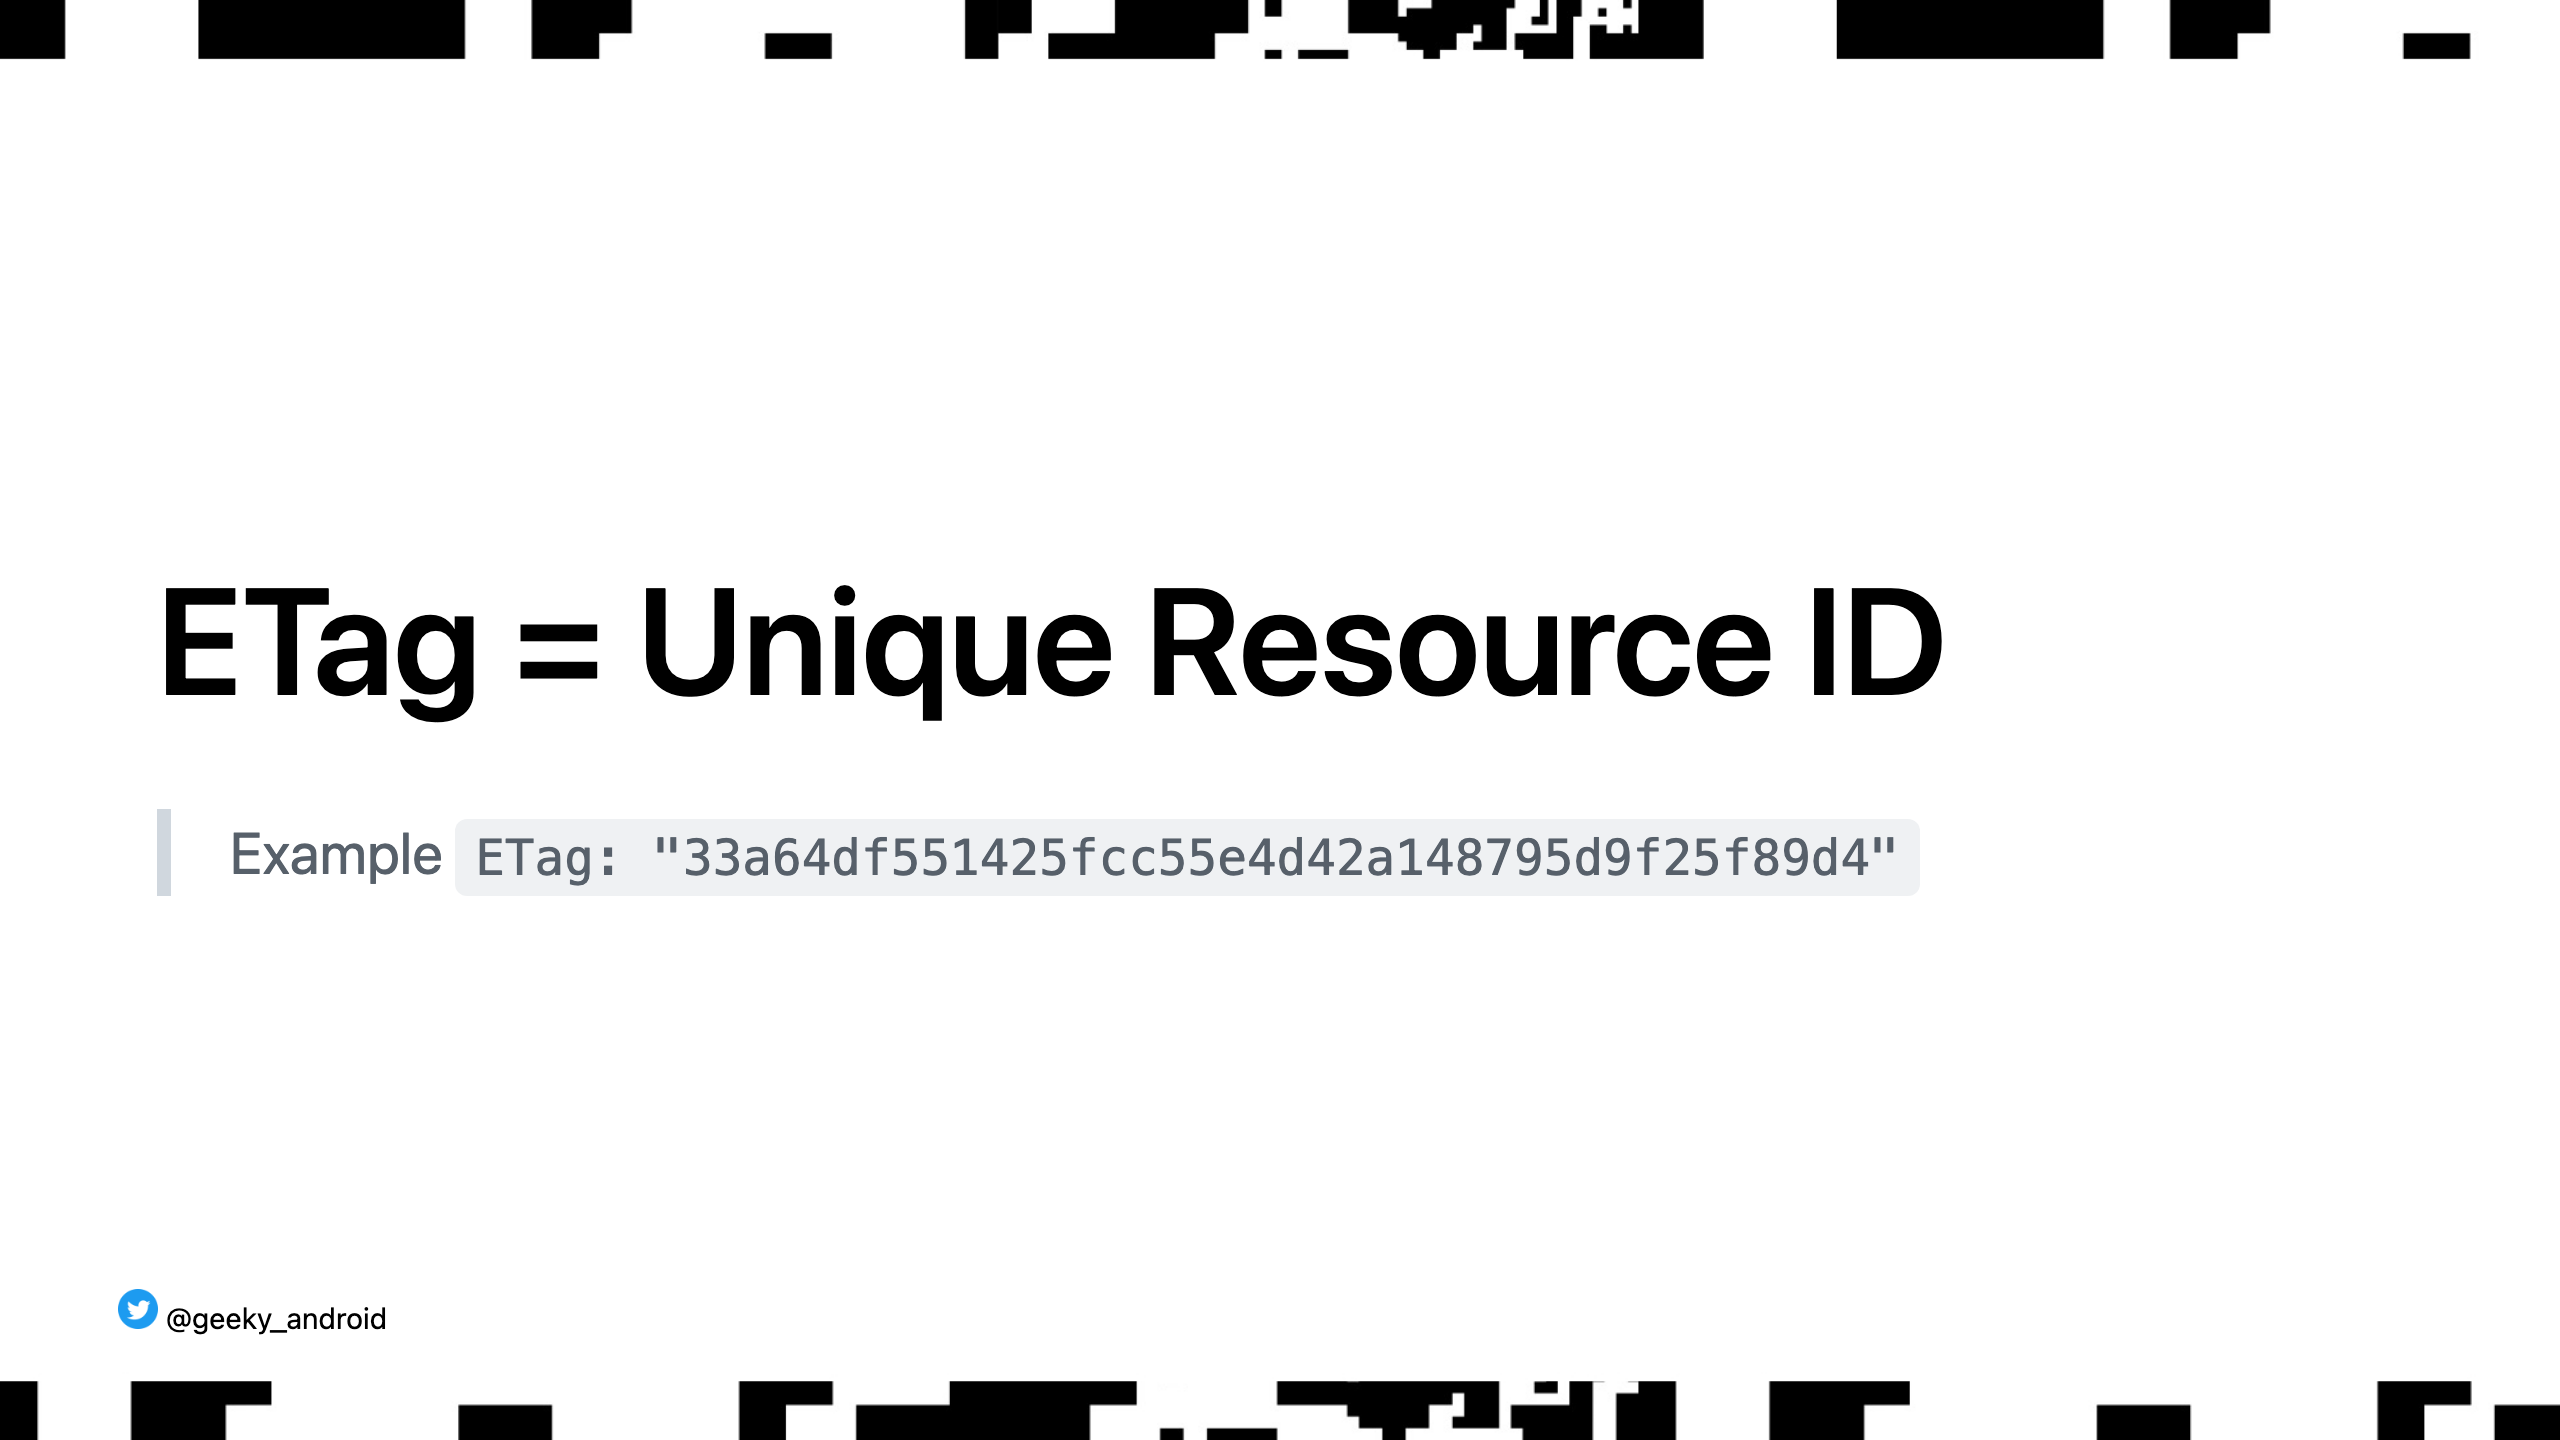 ETag = Unique Resource ID
Example ETag: "33a64df551425fcc55e4d42a148795d9f25f89d4"
@geeky_android